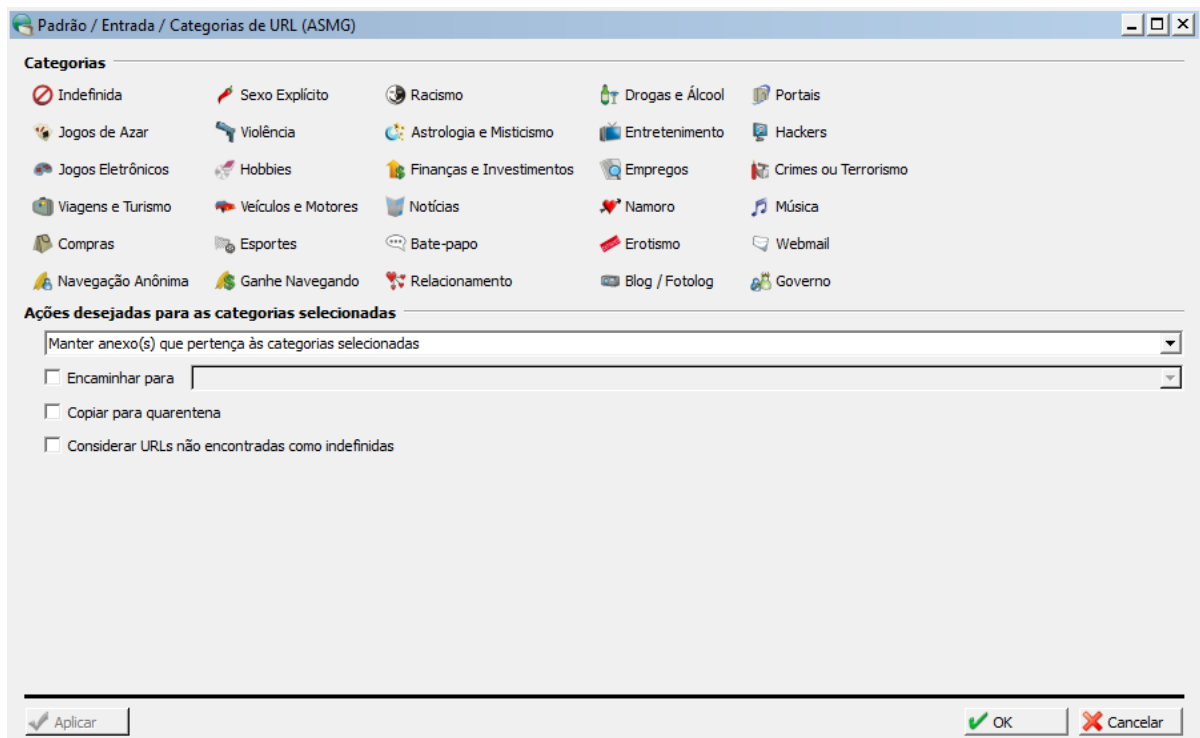 Padrão / Entrada / Categorias de URL (ASMG)
Categorias
Indefinida Sexo Explícito Racismo Drogas e Álcool Portais
Jogos de Azar Violência Astrologia e Misticismo Entretenimento Hackers
Jogos Eletrônicos Hobbies Finanças e Investimentos Empregos Crimes ou Terrorismo
Viagens e Turismo Veículos e Motores Notícias Namoro Música
Compras Esportes Bate-papo Erotismo Webmail
Navegação Anônima Ganhe Navegando Relacionamento Blog / Fotolog Governo
Ações desejadas para as categorias selecionadas
Manter anexo(s) que pertença às categorias selecionadas
Encaminhar para
Copiar para quarentena
Considerar URLs não encontradas como indefinidas
Aplicar OK Cancelar